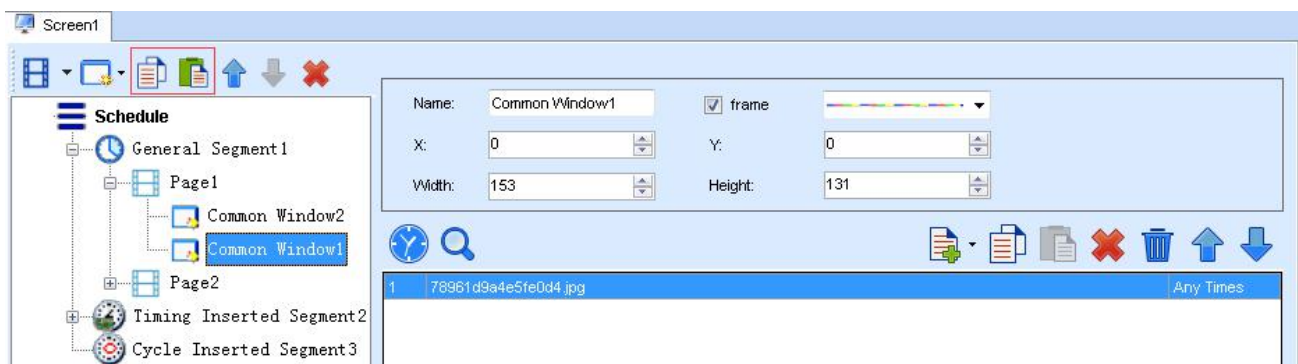 Screen1
Schedule
General Segment1
Page1
Common Window2
Common Window1
Page2
Timing Inserted Segment2
Cycle Inserted Segment3
Name: Common Window1 frame
X: 0 Y: 0
Width: 153 Height: 131
1 78961d9a4e5fe0d4.jpg Any Times